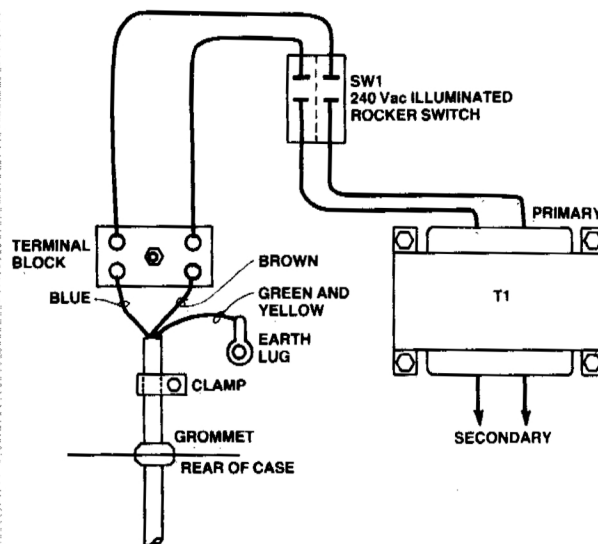 SW1
240 Vac ILLUMINATED
ROCKER SWITCH
PRIMARY
TERMINAL
BLOCK
BROWN
T1
BLUE
GREEN AND
YELLOW
EARTH
LUG
CLAMP
SECONDARY
GROMMET
REAR OF CASE